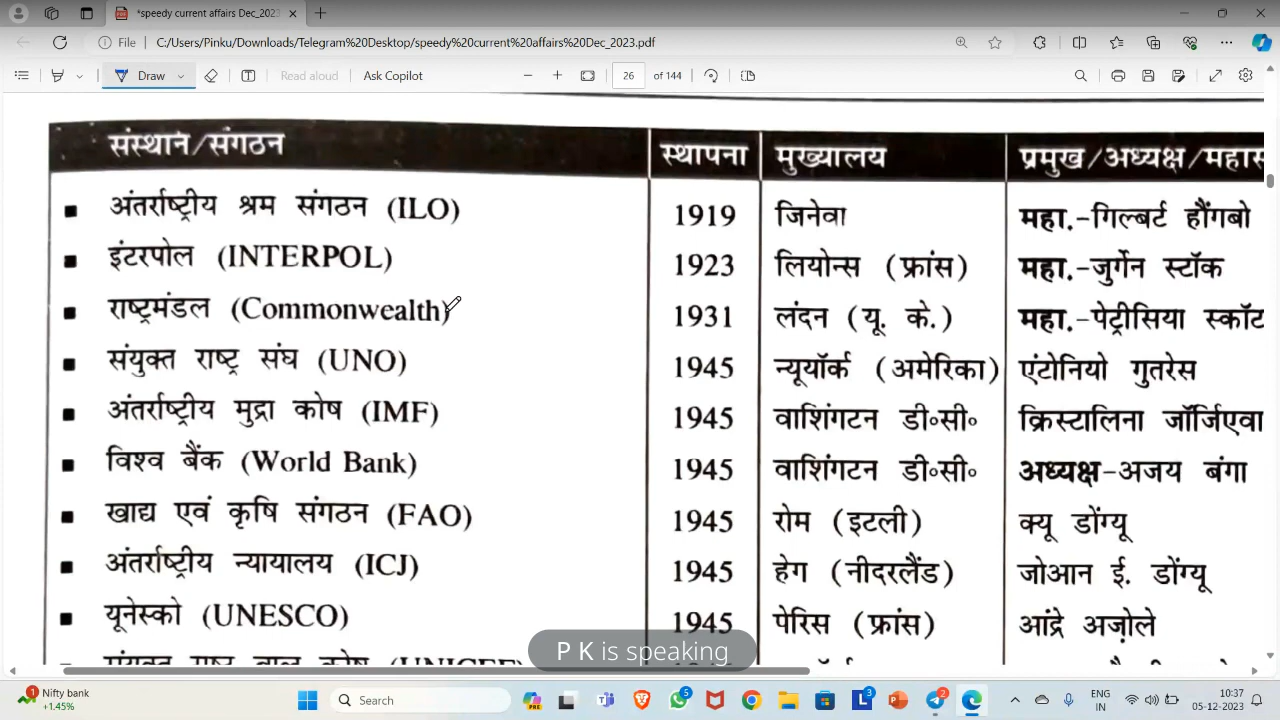 *speedy current affairs Dec_2023.
File C:/Users/Pinku/Downloads/Telegram%20Desktop/speedy%20current%20affairs%20Dec_2023.pdf
Draw Read aloud Ask Copilot 26 of 144
संस्थान/संगठन स्थापना मुख्यालय प्रमुख/अध्यक्ष/महास
अंतर्राष्ट्रीय श्रम संगठन (ILO) 1919 जिनेवा महा.-गिल्बर्ट हौंगबो
इंटरपोल (INTERPOL) 1923 लियोन्स (फ्रांस) महा.-जुर्गेन स्टॉक
राष्ट्रमंडल (Commonwealth) 1931 लंदन (यू. के.) महा.-पेट्रीसिया स्कॉट
संयुक्त राष्ट्र संघ (UNO) 1945 न्यूयॉर्क (अमेरिका) एंटोनियो गुतरेस
अंतर्राष्ट्रीय मुद्रा कोष (IMF) 1945 वाशिंगटन डी०सी० क्रिस्टालिना जॉर्जिएवा
विश्व बैंक (World Bank) 1945 वाशिंगटन डी०सी० अध्यक्ष-अजय बंगा
खाद्य एवं कृषि संगठन (FAO) 1945 रोम (इटली) क्यू डोंग्यू
अंतर्राष्ट्रीय न्यायालय (ICJ) 1945 हेग (नीदरलैंड) जोआन ई. डोंग्यू
यूनेस्को (UNESCO) 1945 पेरिस (फ्रांस) आंद्रे अज़ोले
P K is speaking
Nifty bank Search ENG 10:37
+1.45% IN 05-12-2023